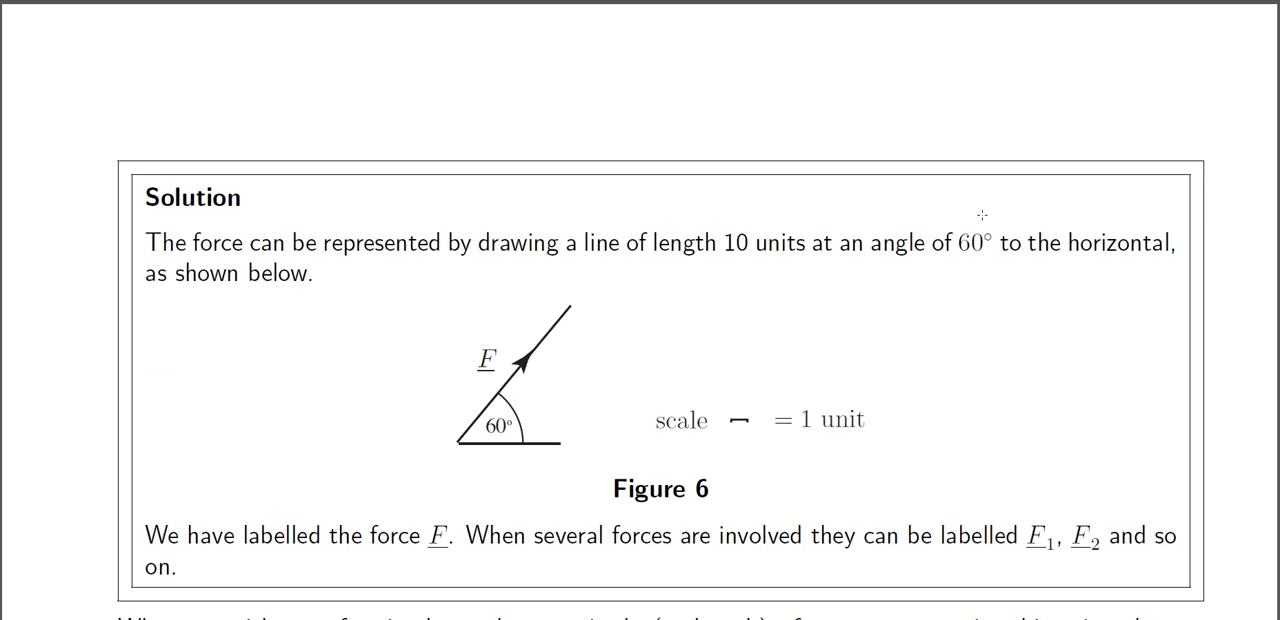 Solution
The force can be represented by drawing a line of length 10 units at an angle of 60° to the horizontal,
as shown below.
F
60°
scale = 1 unit
Figure 6
We have labelled the force F. When several forces are involved they can be labelled F₁, F₂ and so
on.